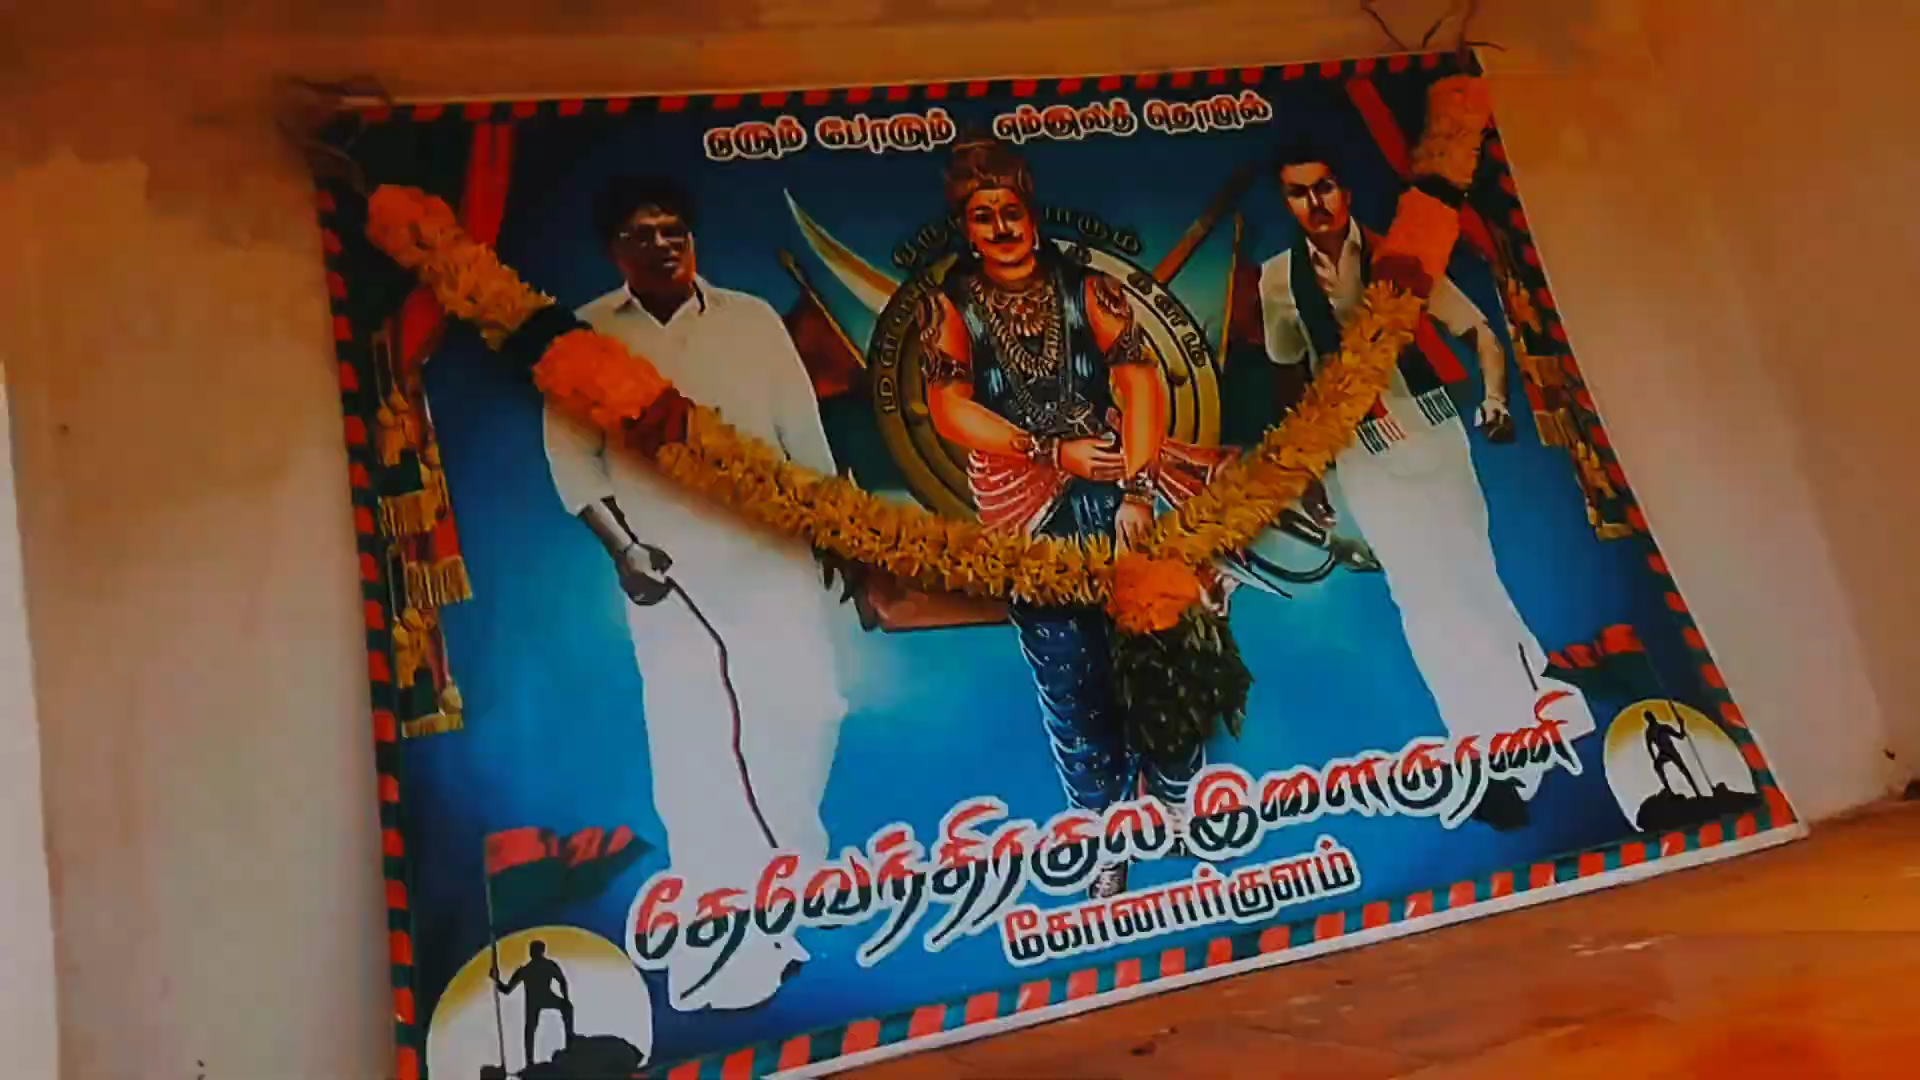 ஏரும் போரும் எம்குலத் தொழில்
தேவேந்திரகுல இளைஞரணி
கோனார்குளம்